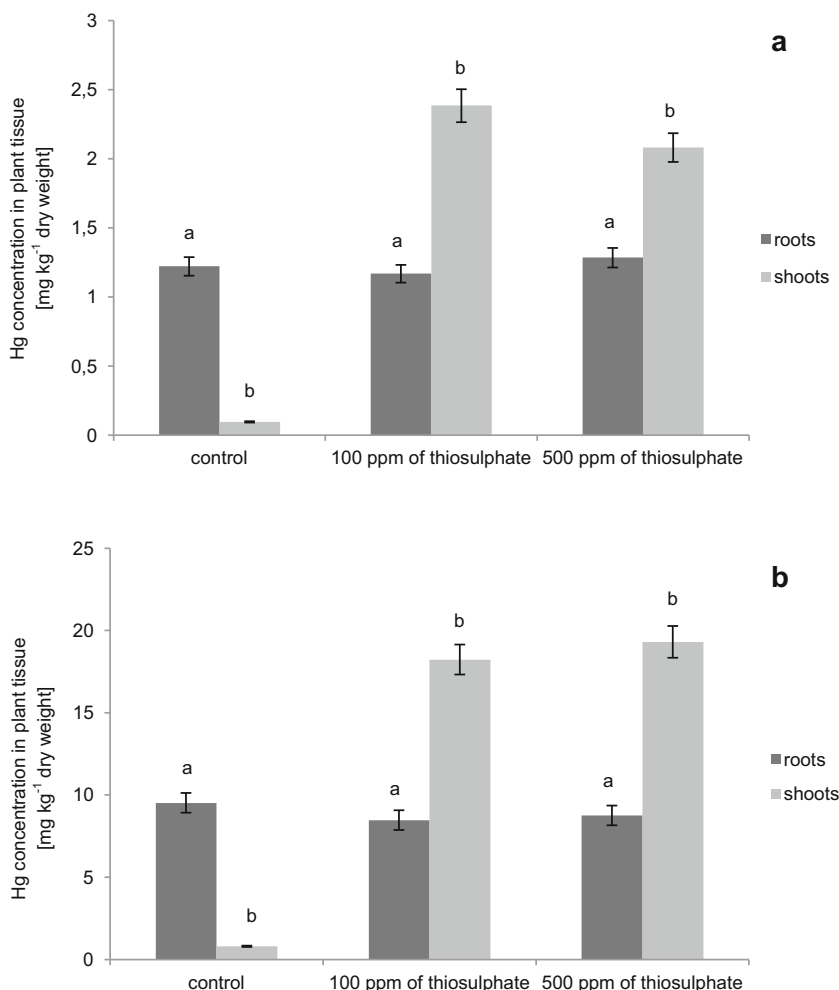 a
3
2,5
2
1,5
1
0,5
0
Hg concentration in plant tissue
[mg kg-1 dry weight]
a
b
a
b
a
b
roots
shoots
control
100 ppm of thiosulphate
500 ppm of thiosulphate
b
25
20
15
10
5
0
Hg concentration in plant tissue
[mg kg-1 dry weight]
a
b
a
b
a
b
roots
shoots
control
100 ppm of thiosulphate
500 ppm of thiosulphate